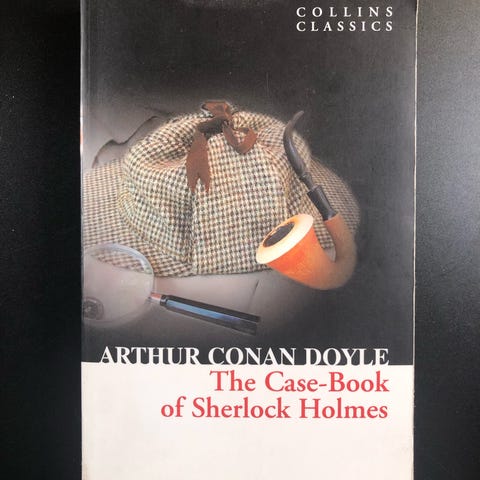 COLLINS
CLASSICS
ARTHUR CONAN DOYLE
The Case-Book
of Sherlock Holmes